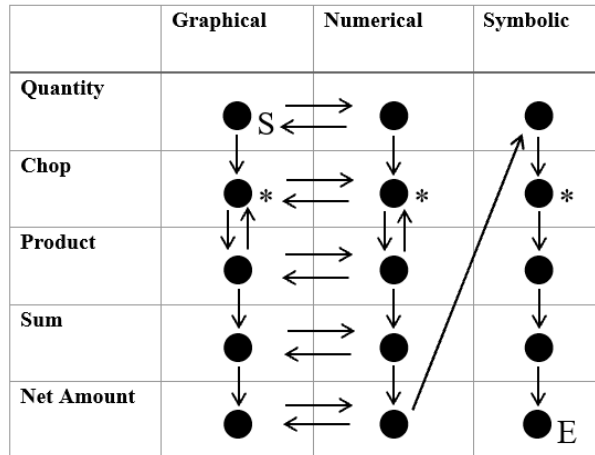 Graphical Numerical Symbolic
Quantity
S
Chop
* * *
Product
Sum
Net Amount
E